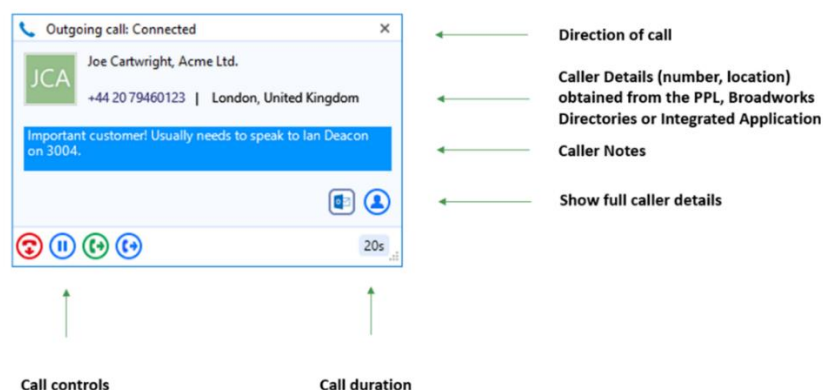 Outgoing call: Connected
Direction of call
JCA
Joe Cartwright, Acme Ltd.
+44 20 79460123 | London, United Kingdom
Caller Details (number, location)
obtained from the PPL, Broadworks
Directories or Integrated Application
Important customer! Usually needs to speak to Ian Deacon
on 3004.
Caller Notes
Show full caller details
20s
Call controls
Call duration